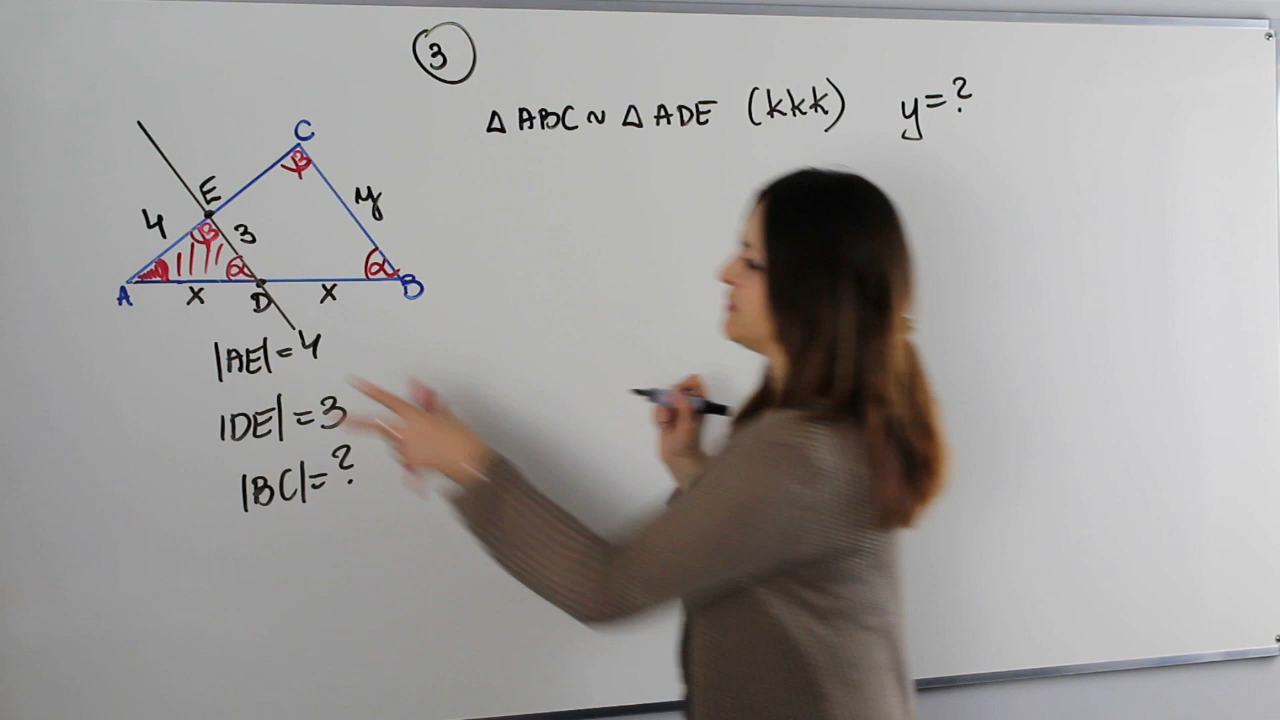 3
△ ABC ~ △ ADE (kkk) y=?
C
E
y
4
β
β 3
α
α
A
x
D
x
B
|AE|=4
|DE|=3
|BC|=?